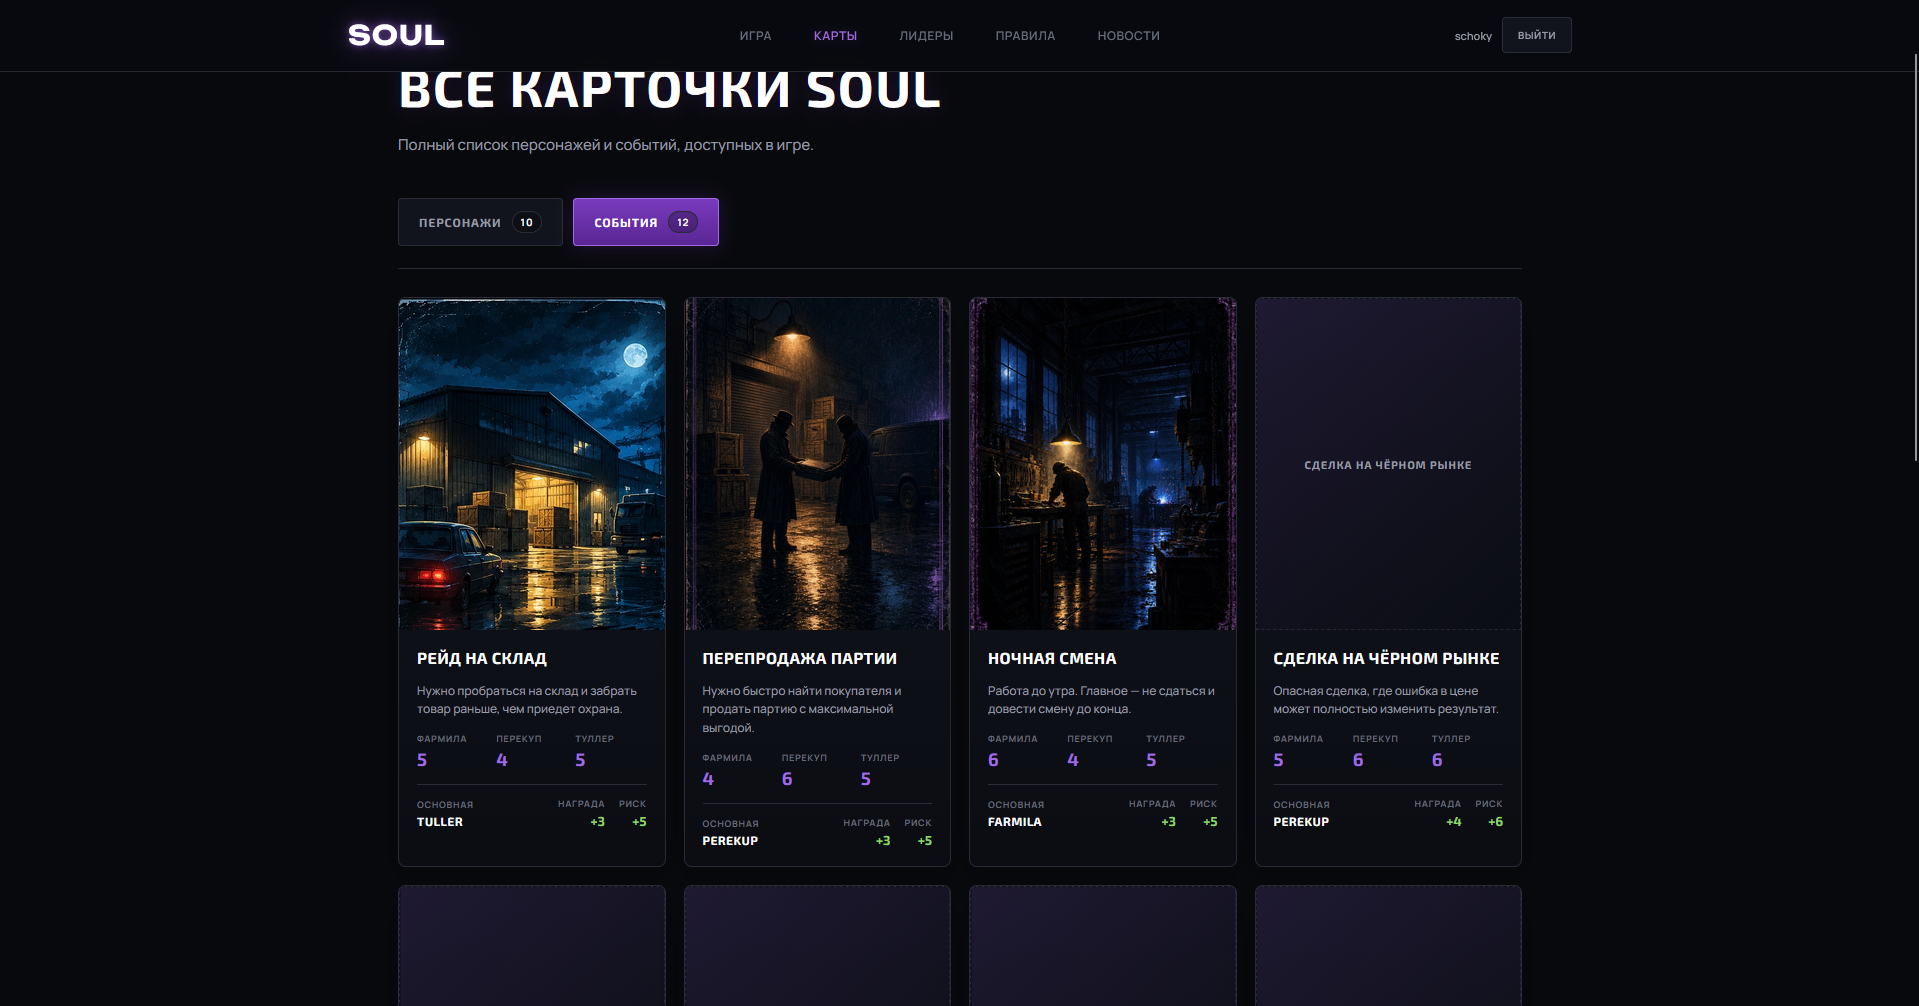 SOUL
ИГРА
КАРТЫ
ЛИДЕРЫ
ПРАВИЛА
НОВОСТИ
schoky
ВЫЙТИ
ВСЕ КАРТОЧКИ SOUL
Полный список персонажей и событий, доступных в игре.
ПЕРСОНАЖИ 10
СОБЫТИЯ 12
РЕЙД НА СКЛАД
Нужно пробраться на склад и забрать
товар раньше, чем приедет охрана.
ФАРМИЛА ПЕРЕКУП ТУЛЛЕР
5 4 5
ОСНОВНАЯ НАГРАДА РИСК
TULLER +3 +5
ПЕРЕПРОДАЖА ПАРТИИ
Нужно быстро найти покупателя и
продать партию с максимальной
выгодой.
ФАРМИЛА ПЕРЕКУП ТУЛЛЕР
4 6 5
ОСНОВНАЯ НАГРАДА РИСК
PEREKUP +3 +5
НОЧНАЯ СМЕНА
Работа до утра. Главное — не сдаться и
довести смену до конца.
ФАРМИЛА ПЕРЕКУП ТУЛЛЕР
6 4 5
ОСНОВНАЯ НАГРАДА РИСК
FARMILA +3 +5
СДЕЛКА НА ЧЁРНОМ РЫНКЕ
СДЕЛКА НА ЧЁРНОМ РЫНКЕ
Опасная сделка, где ошибка в цене
может полностью изменить результат.
ФАРМИЛА ПЕРЕКУП ТУЛЛЕР
5 6 6
ОСНОВНАЯ НАГРАДА РИСК
PEREKUP +4 +6